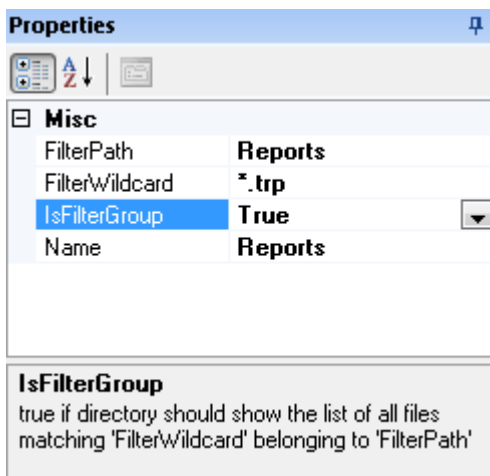 Properties
A
Z
Misc
FilterPath Reports
FilterWildcard *.trp
IsFilterGroup True
Name Reports
IsFilterGroup
true if directory should show the list of all files
matching 'FilterWildcard' belonging to 'FilterPath'